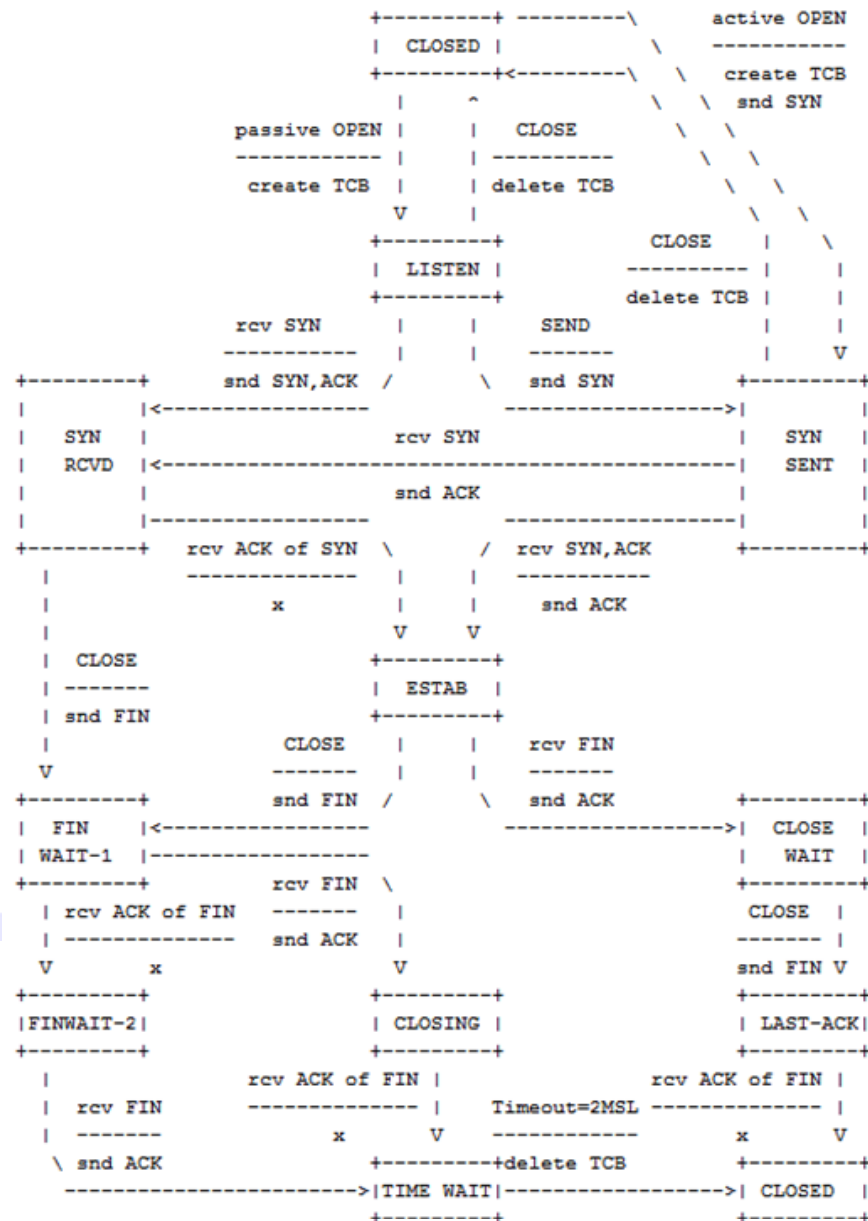 +---------+ ---------\      active OPEN
|  CLOSED |            \    -----------
+---------+<---------\   \   create TCB
|     ^              \   \  snd SYN
passive OPEN |     |   CLOSE        \   \
------------ |     | ----------       \   \
create TCB  |     | delete TCB         \   \
V     |                      \   \
+---------+            CLOSE    |    \
|  LISTEN |          ---------- |     |
+---------+          delete TCB |     |
rcv SYN      |     |     SEND              |     |
-----------   |     |    -------            |     V
+---------+      snd SYN,ACK  /       \   snd SYN          +---------+
|         |<-----------------           ------------------>|         |
|   SYN   |                    rcv SYN                     |   SYN   |
|   RCVD  |<-----------------------------------------------|   SENT  |
|         |                    snd ACK                     |         |
|         |------------------           -------------------|         |
+---------+   rcv ACK of SYN  \       /  rcv SYN,ACK       +---------+
|           --------------   |     |   -----------
|                  x         |     |     snd ACK
|                            V     V
|  CLOSE                   +---------+
| -------                  |  ESTAB  |
| snd FIN                  +---------+
|                   CLOSE    |     |    rcv FIN
V                  -------   |     |    -------
+---------+          snd FIN  /       \   snd ACK          +---------+
|  FIN    |<-----------------           ------------------>|  CLOSE  |
| WAIT-1  |------------------                              |   WAIT  |
+---------+          rcv FIN  \                            +---------+
| rcv ACK of FIN   -------   |                            CLOSE  |
| --------------   snd ACK   |                           ------- |
V        x                   V                           snd FIN V
+---------+                  +---------+                   +---------+
|FINWAIT-2|                  | CLOSING |                   | LAST-ACK|
+---------+                  +---------+                   +---------+
|                rcv ACK of FIN |                 rcv ACK of FIN |
|  rcv FIN       -------------- |    Timeout=2MSL -------------- |
|  -------              x       V    ------------        x       V
\ snd ACK                 +---------+delete TCB         +---------+
------------------------>|TIME WAIT|------------------>| CLOSED  |
+---------+                   +---------+